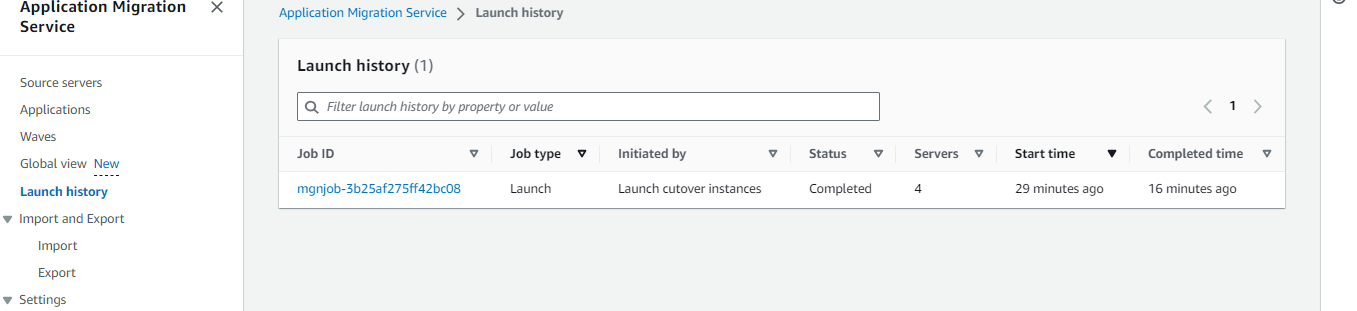 Application Migration
Service
Source servers
Applications
Waves
Global view New
Launch history
Import and Export
Import
Export
Settings
Application Migration Service > Launch history
Launch history (1)
Filter launch history by property or value
1
Job ID Job type Initiated by Status Servers Start time Completed time
mgnjob-3b25af275ff42bc08 Launch Launch cutover instances Completed 4 29 minutes ago 16 minutes ago